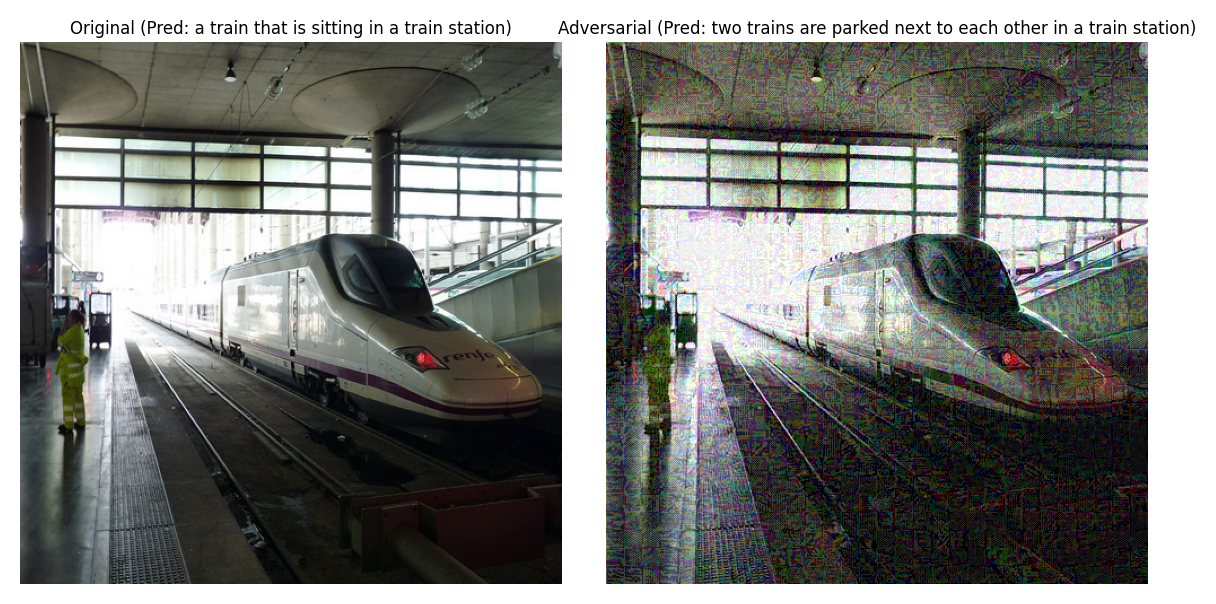 Original (Pred: a train that is sitting in a train station)
Adversarial (Pred: two trains are parked next to each other in a train station)
renfe